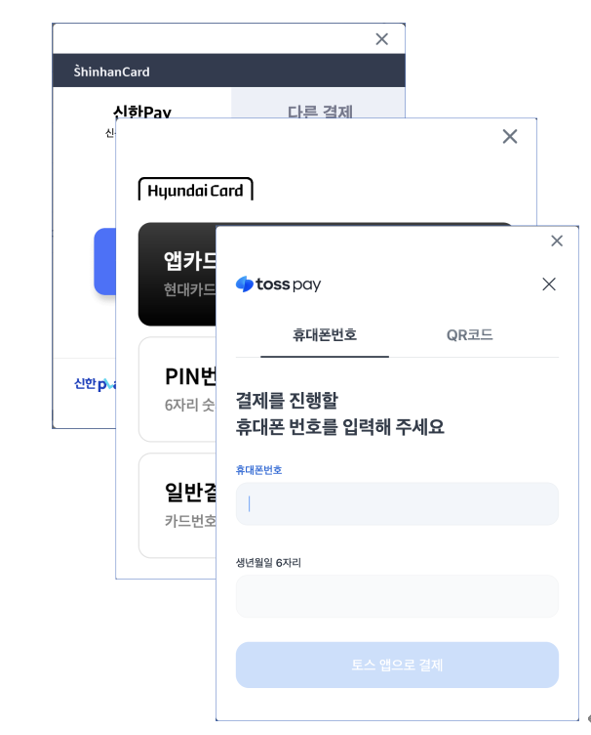 ShinhanCard
신한Pay
다른 결제
신
Hyundai Card
앱카드
현대카드
PIN번
6자리 숫
일반결
카드번호
신한
toss pay
휴대폰번호
QR코드
결제를 진행할
휴대폰 번호를 입력해 주세요
휴대폰번호
생년월일 6자리
토스 앱으로 결제